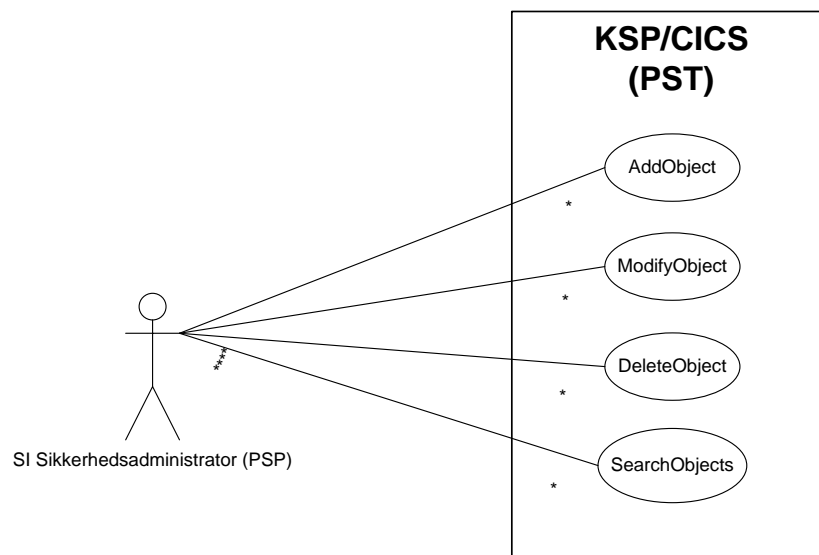 KSP/CICS
(PST)
AddObject
*
ModifyObject
*
DeleteObject
*
SearchObjects
*
*
*
*
*
SI Sikkerhedsadministrator (PSP)